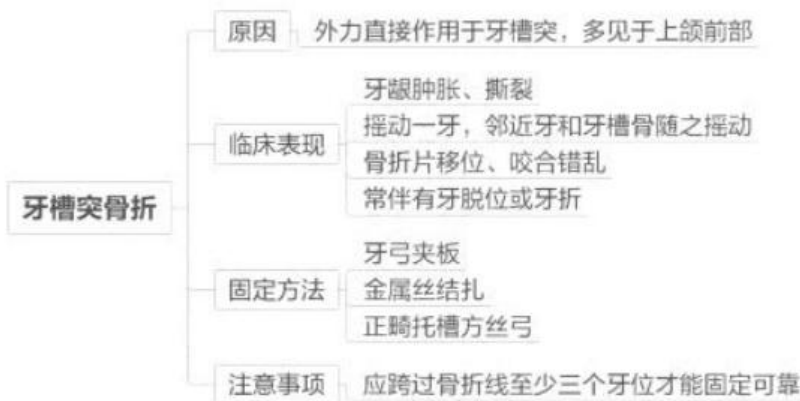 牙槽突骨折
原因
外力直接作用于牙槽突，多见于上颌前部
临床表现
牙龈肿胀、撕裂
摇动一牙，邻近牙和牙槽骨随之摇动
骨折片移位、咬合错乱
常伴有牙脱位或牙折
固定方法
牙弓夹板
金属丝结扎
正畸托槽方丝弓
注意事项
应跨过骨折线至少三个牙位才能固定可靠